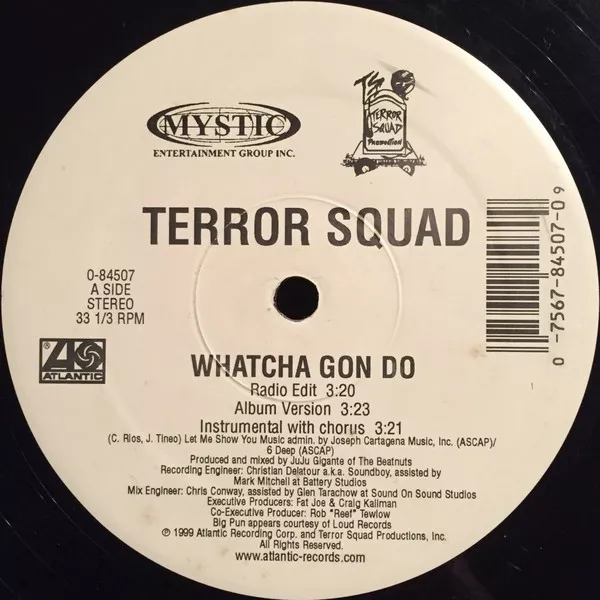 MYSTIC
ENTERTAINMENT GROUP INC.
TS
TERROR
SQUAD
PRODUCTION
TERROR SQUAD
0-84507
A SIDE
STEREO
33 1/3 RPM
0 -7567-84507-0 9
ATLANTIC
WHATCHA GON DO
Radio Edit 3:20
Album Version 3:23
Instrumental with chorus 3:21
(C. Rios, J. Tineo) Let Me Show You Music admin. by Joseph Cartagena Music, Inc. (ASCAP)/
6 Deep (ASCAP)
Produced and mixed by JuJu Gigante of The Beatnuts
Recording Engineer: Christian Delatour a.k.a. Soundboy, assisted by
Mark Mitchell at Battery Studios
Mix Engineer: Chris Conway, assisted by Glen Tarachow at Sound On Sound Studios
Executive Producers: Fat Joe & Craig Kallman
Co-Executive Producer: Rob "Reef" Tewlow
Big Pun appears courtesy of Loud Records
℗ 1999 Atlantic Recording Corp. and Terror Squad Productions, Inc.
All Rights Reserved.
www.atlantic-records.com